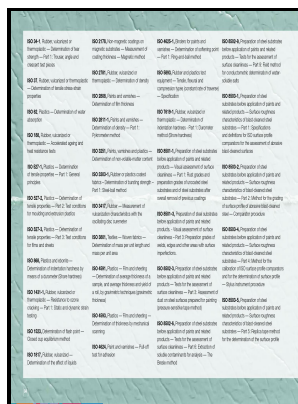 ISO 34-1, Rubber, vulcanized or
thermoplastic — Determination of tear
strength — Part 1: Trouser, angle and
crescent test pieces
ISO 37, Rubber, vulcanized or thermoplastic
— Determination of tensile stress-strain
properties
ISO 62, Plastics — Determination of water
absorption
ISO 188, Rubber, vulcanized or
thermoplastic — Accelerated ageing and
heat resistance tests
ISO 527-1, Plastics — Determination of
tensile properties — Part 1: General
principles
ISO 527-2, Plastics — Determination of
tensile properties — Part 2: Test conditions
for moulding and extrusion plastics
ISO 527-3, Plastics — Determination of
tensile properties — Part 3: Test conditions
for films and sheets
ISO 868, Plastics and ebonite —
Determination of indentation hardness by
means of a durometer (Shore hardness)
ISO 1431-1, Rubber, vulcanized or
thermoplastic — Resistance to ozone
cracking — Part 1: Static and dynamic strain
testing
ISO 1523, Determination of flash point —
Closed cup equilibrium method
ISO 1817, Rubber, vulcanized —
Determination of the effect of liquids
ISO 2178, Non-magnetic coatings on
magnetic substrates — Measurement of
coating thickness — Magnetic method
ISO 2781, Rubber, vulcanized or
thermoplastic — Determination of density
ISO 2808, Paints and varnishes —
Determination of film thickness
ISO 2811-1, Paints and varnishes —
Determination of density — Part 1:
Pyknometer method
ISO 3251, Paints, varnishes and plastics —
Determination of non-volatile-matter content
ISO 3303-1, Rubber- or plastics-coated
fabrics — Determination of bursting strength —
Part 1: Steel-ball method
ISO 3417, Rubber — Measurement of
vulcanization characteristics with the
oscillating disc curemeter
ISO 3801, Textiles — Woven fabrics —
Determination of mass per unit length and
mass per unit area
ISO 4591, Plastics — Film and sheeting —
Determination of average thickness of a
sample, and average thickness and yield of
a roll, by gravimetric techniques (gravimetric
thickness)
ISO 4593, Plastics — Film and sheeting —
Determination of thickness by mechanical
scanning
ISO 4624, Paints and varnishes — Pull-off
test for adhesion
ISO 4625-1, Binders for paints and
varnishes — Determination of softening point
— Part 1: Ring-and-ball method
ISO 5893, Rubber and plastics test
equipment — Tensile, flexural and
compression types (constant rate of traverse)
— Specification
ISO 7619-1, Rubber, vulcanized or
thermoplastic — Determination of
indentation hardness — Part 1: Durometer
method (Shore hardness)
ISO 8501-1, Preparation of steel substrates
before application of paints and related
products — Visual assessment of surface
cleanliness — Part 1: Rust grades and
preparation grades of uncoated steel
substrates and of steel substrates after
overall removal of previous coatings
ISO 8501-3, Preparation of steel substrates
before application of paints and related
products — Visual assessment of surface
cleanliness — Part 3: Preparation grades of
welds, edges and other areas with surface
imperfections
ISO 8502-3, Preparation of steel substrates
before application of paints and related
products — Tests for the assessment of
surface cleanliness — Part 3: Assessment of
dust on steel surfaces prepared for painting
(pressure-sensitive tape method)
ISO 8502-6, Preparation of steel substrates
before application of paints and related
products — Tests for the assessment of
surface cleanliness — Part 6: Extraction of
soluble contaminants for analysis — The
Bresle method
ISO 8502-9, Preparation of steel substrates
before application of paints and related
products — Tests for the assessment of
surface cleanliness — Part 9: Field method
for conductometric determination of water-
soluble salts
ISO 8503-1, Preparation of steel
substrates before application of paints and
related products — Surface roughness
characteristics of blast-cleaned steel
substrates — Part 1: Specifications
and definitions for ISO surface profile
comparators for the assessment of abrasive
blast-cleaned surfaces
ISO 8503-2, Preparation of steel
substrates before application of paints and
related products — Surface roughness
characteristics of blast-cleaned steel
substrates — Part 2: Method for the grading
of surface profile of abrasive blast-cleaned
steel — Comparator procedure
ISO 8503-4, Preparation of steel
substrates before application of paints and
related products — Surface roughness
characteristics of blast-cleaned steel
substrates — Part 4: Method for the
calibration of ISO surface profile comparators
and for the determination of surface profile
— Stylus instrument procedure
ISO 8503-5, Preparation of steel
substrates before application of paints and
related products — Surface roughness
characteristics of blast-cleaned steel
substrates — Part 5: Replica tape method
for the determination of the surface profile